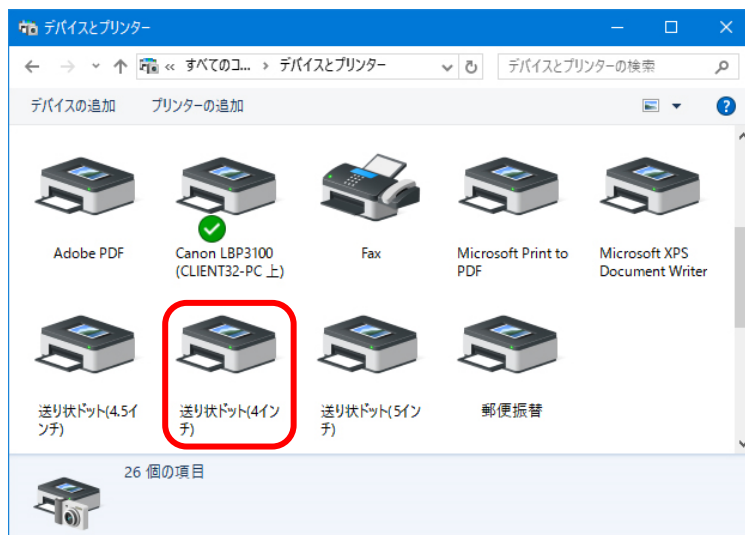 デバイスとプリンター
« すべてのコ... › デバイスとプリンター
デバイスとプリンターの検索
デバイスの追加 プリンターの追加
?
Adobe PDF
Canon LBP3100
(CLIENT32-PC 上)
Fax
Microsoft Print to
PDF
Microsoft XPS
Document Writer
送り状ドット(4.5イ
ンチ)
送り状ドット(4イン
チ)
送り状ドット(5イン
チ)
郵便振替
26 個の項目